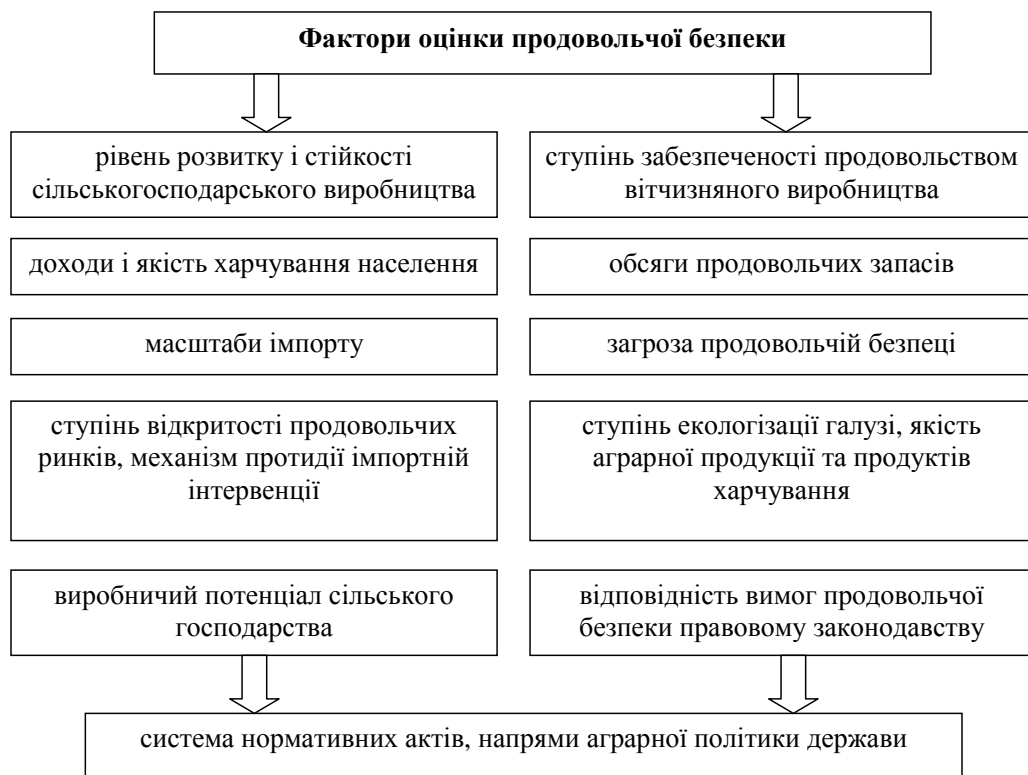 Фактори оцінки продовольчої безпеки
рівень розвитку і стійкості
сільськогосподарського виробництва
ступінь забезпеченості продовольством
вітчизняного виробництва
доходи і якість харчування населення
обсяги продовольчих запасів
масштаби імпорту
загроза продовольчій безпеці
ступінь відкритості продовольчих
ринків, механізм протидії імпортній
інтервенції
ступінь екологізації галузі, якість
аграрної продукції та продуктів
харчування
виробничий потенціал сільського
господарства
відповідність вимог продовольчої
безпеки правовому законодавству
система нормативних актів, напрями аграрної політики держави